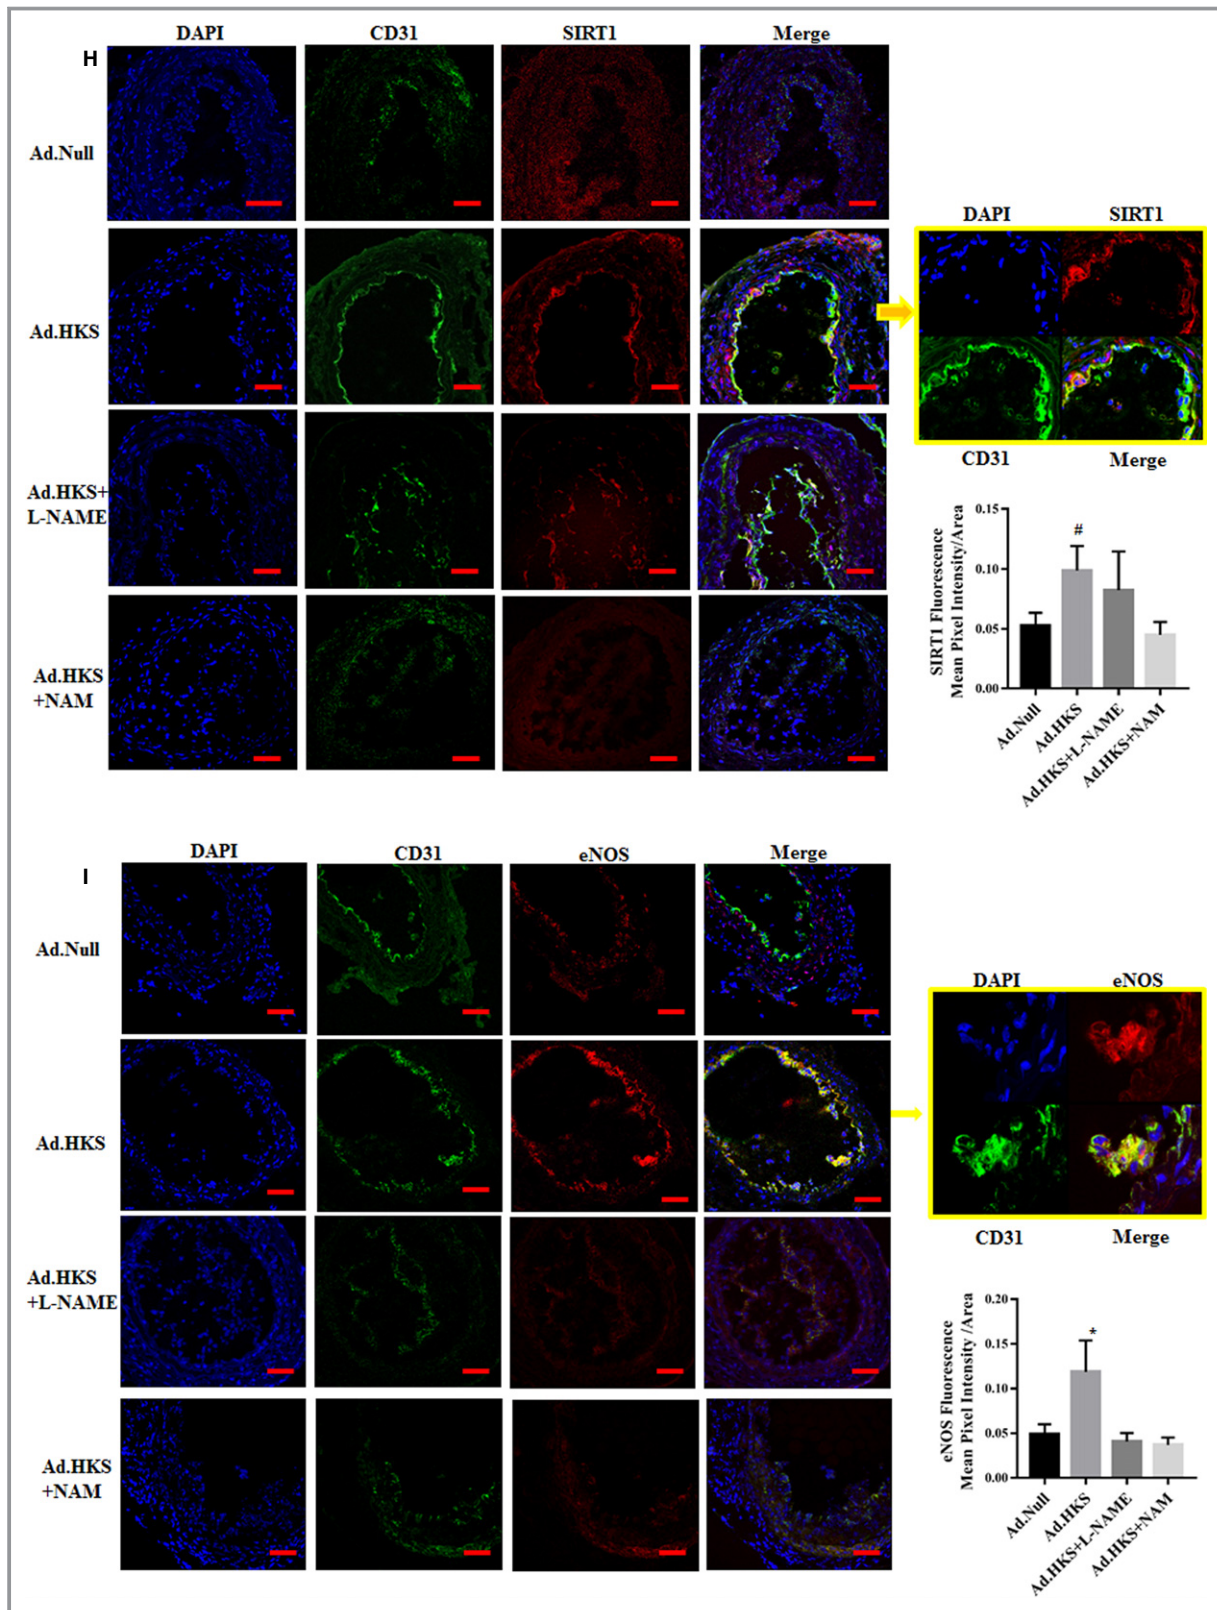 H
DAPI CD31 SIRT1 Merge
Ad.Null
Ad.HKS
Ad.HKS+
L-NAME
Ad.HKS
+NAM
DAPI SIRT1
CD31 Merge
SIRT1 Fluorescence
Mean Pixel Intensity/Area
0.15
0.10
0.05
0.00
#
Ad.Null
Ad.HKS
Ad.HKS+L-NAME
Ad.HKS+NAM
I
DAPI CD31 eNOS Merge
Ad.Null
Ad.HKS
Ad.HKS
+L-NAME
Ad.HKS
+NAM
DAPI eNOS
CD31 Merge
eNOS Fluorescence
Mean Pixel Intensity /Area
0.20
0.15
0.10
0.05
0.00
*
Ad.Null
Ad.HKS
Ad.HKS+L-NAME
Ad.HKS+NAM